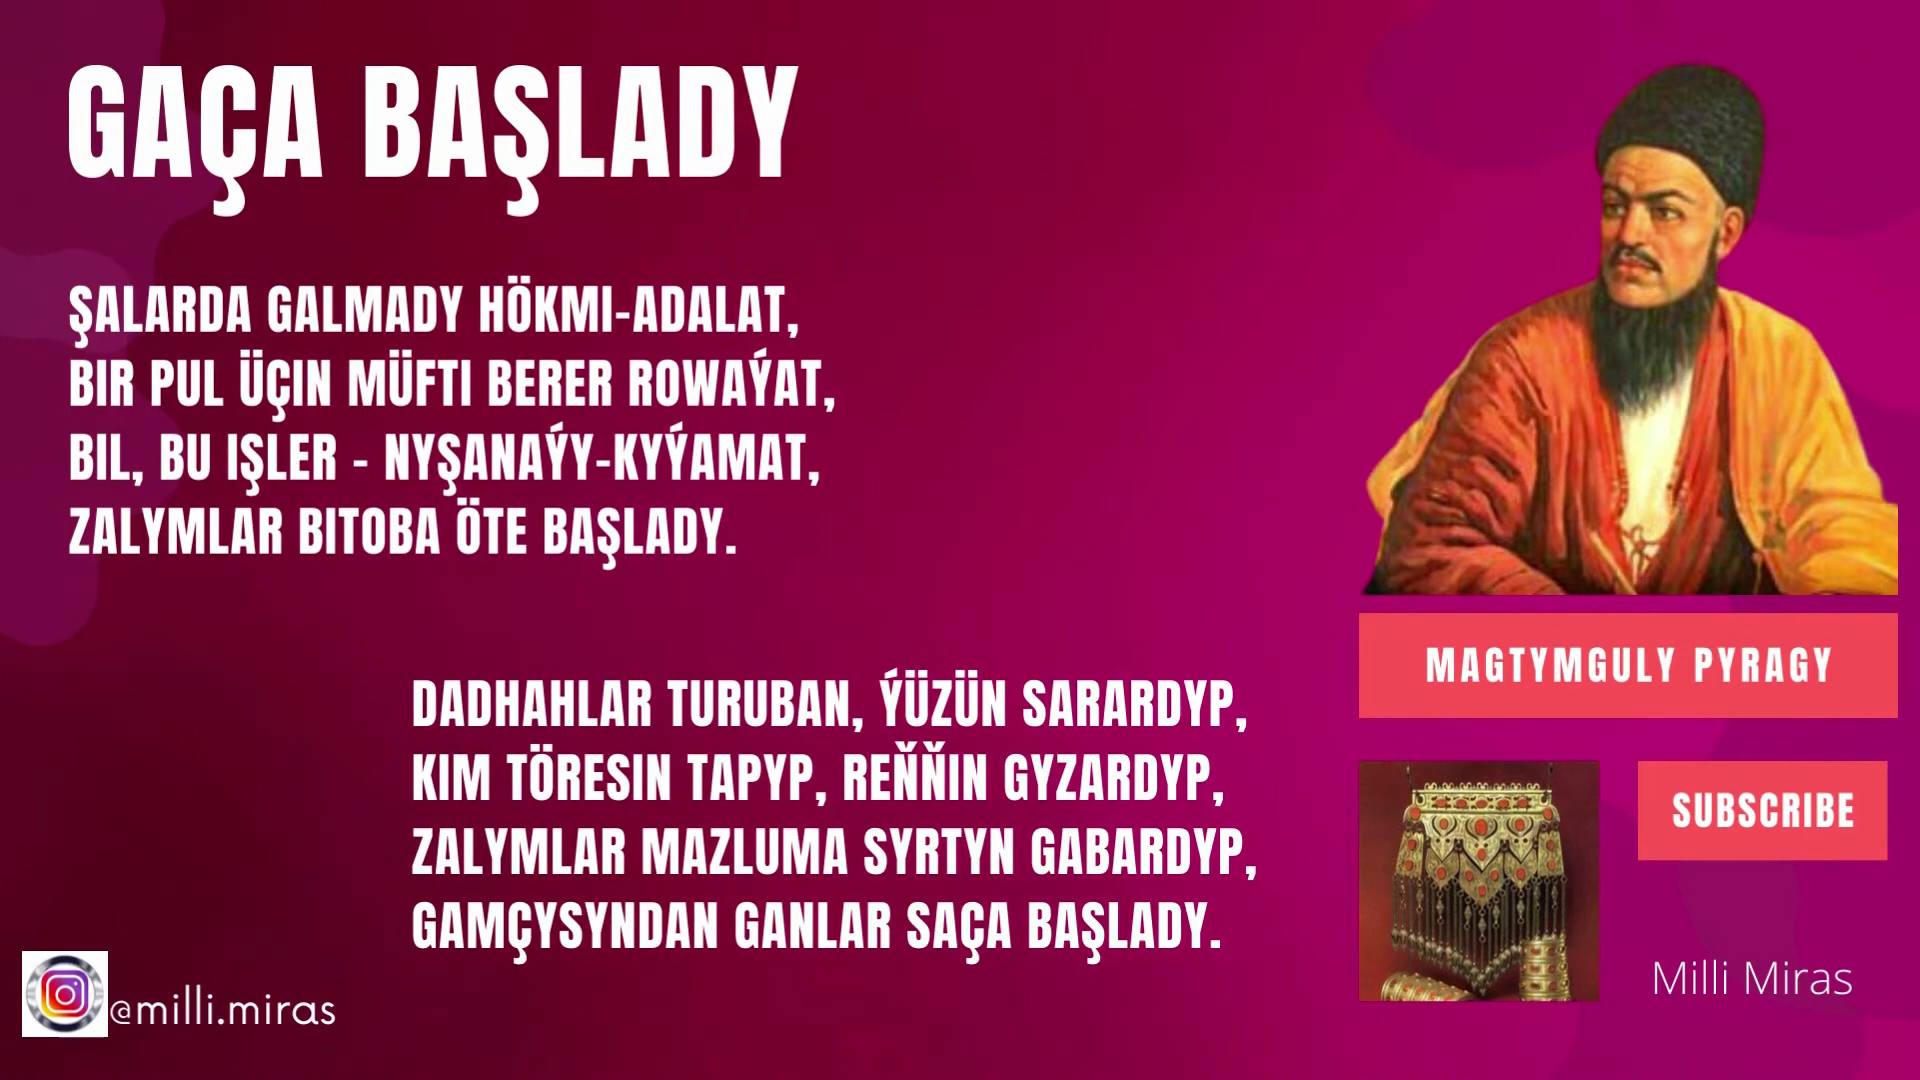 GAÇA BAŞLADY
ŞALARDA GALMADY HÖKMI-ADALAT,
BIR PUL ÜÇIN MÜFTI BERER ROWAÝAT,
BIL, BU IŞLER - NYŞANAÝY-KYÝAMAT,
ZALYMLAR BITOBA ÖTE BAŞLADY.
DADHAHLAR TURUBAN, ÝÜZÜN SARARDYP,
KIM TÖRESIN TAPYP, REŇŇIN GYZARDYP,
ZALYMLAR MAZLUMA SYRTYN GABARDYP,
GAMÇYSYNDAN GANLAR SAÇA BAŞLADY.
MAGTYMGULY PYRAGY
SUBSCRIBE
Milli Miras
@milli.miras